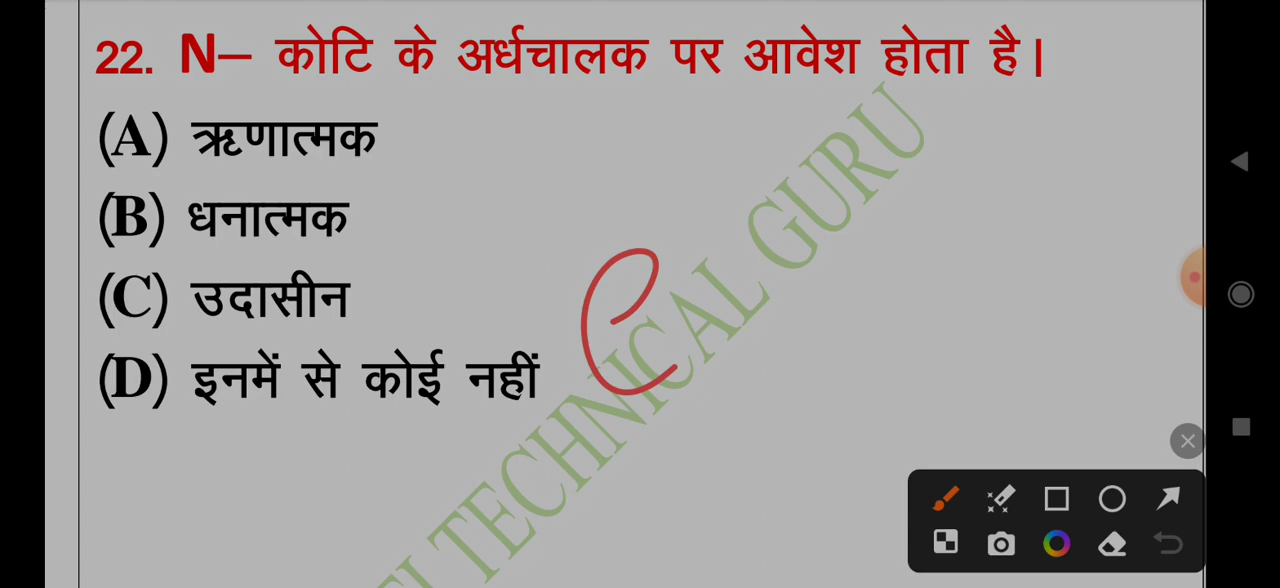 22. N– कोटि के अर्धचालक पर आवेश होता है।
(A) ऋणात्मक
(B) धनात्मक
(C) उदासीन
(D) इनमें से कोई नहीं
C
TECHNICAL GURU